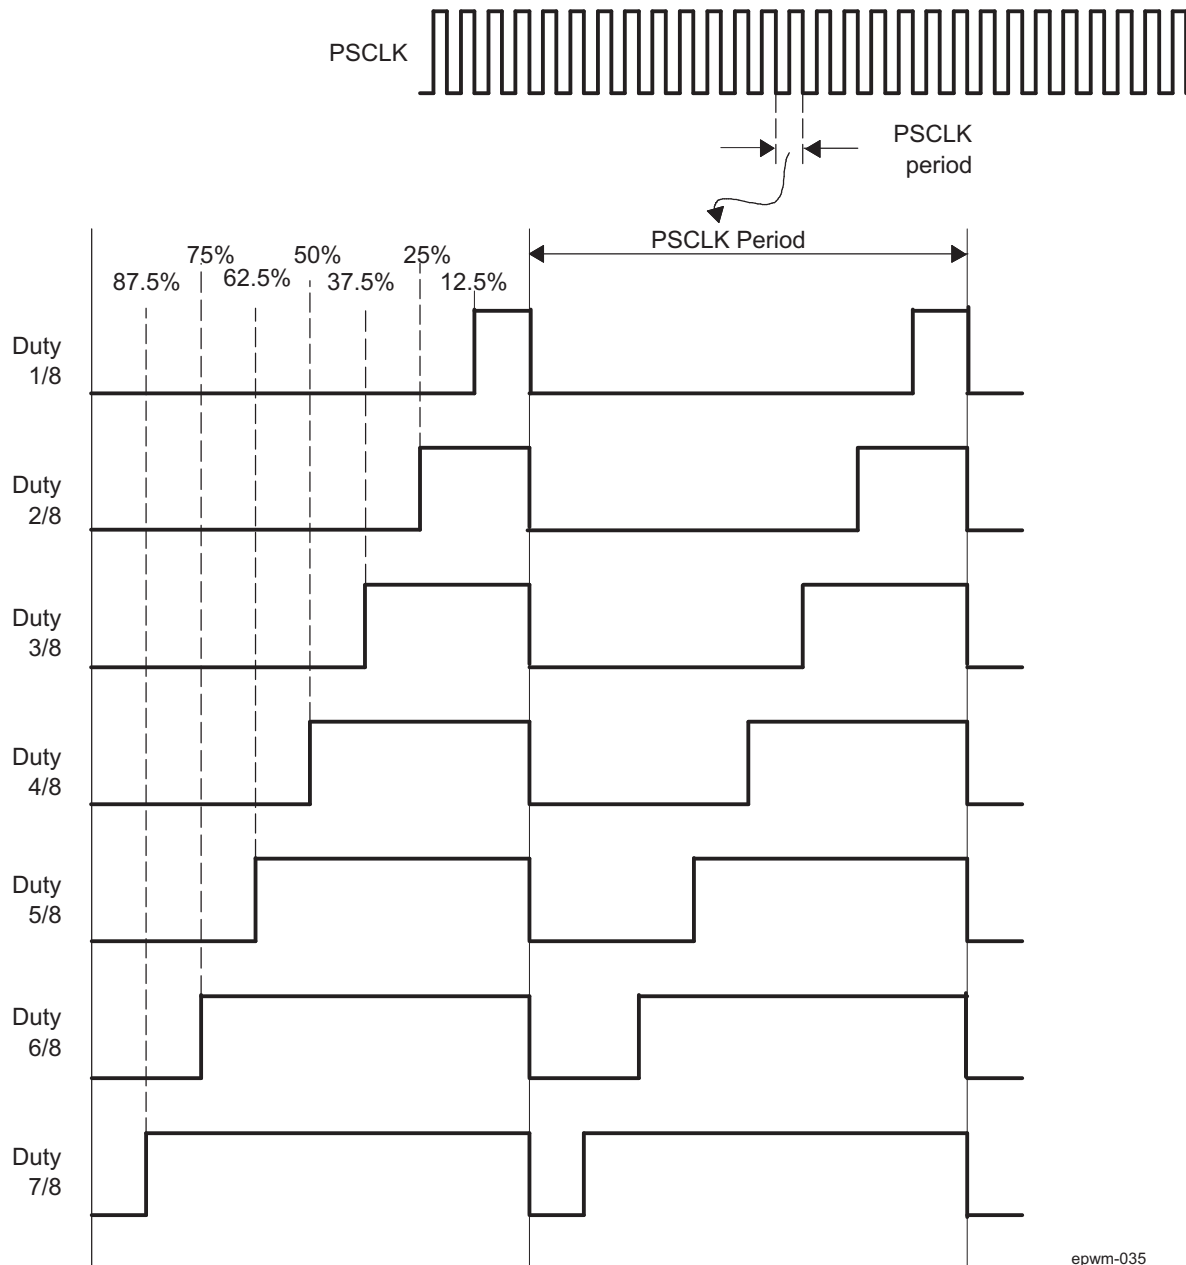 PSCLK
PSCLK
period
PSCLK Period
75%
50%
25%
87.5%
62.5%
37.5%
12.5%
Duty
1/8
Duty
2/8
Duty
3/8
Duty
4/8
Duty
5/8
Duty
6/8
Duty
7/8
epwm-035